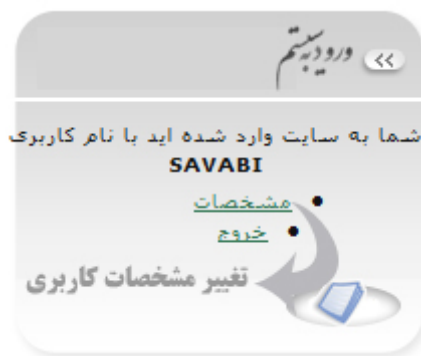 ورود به سیستم
شما به سایت وارد شده اید با نام کاربری
SAVABI
مشخصات
خروج
تغییر مشخصات کاربری